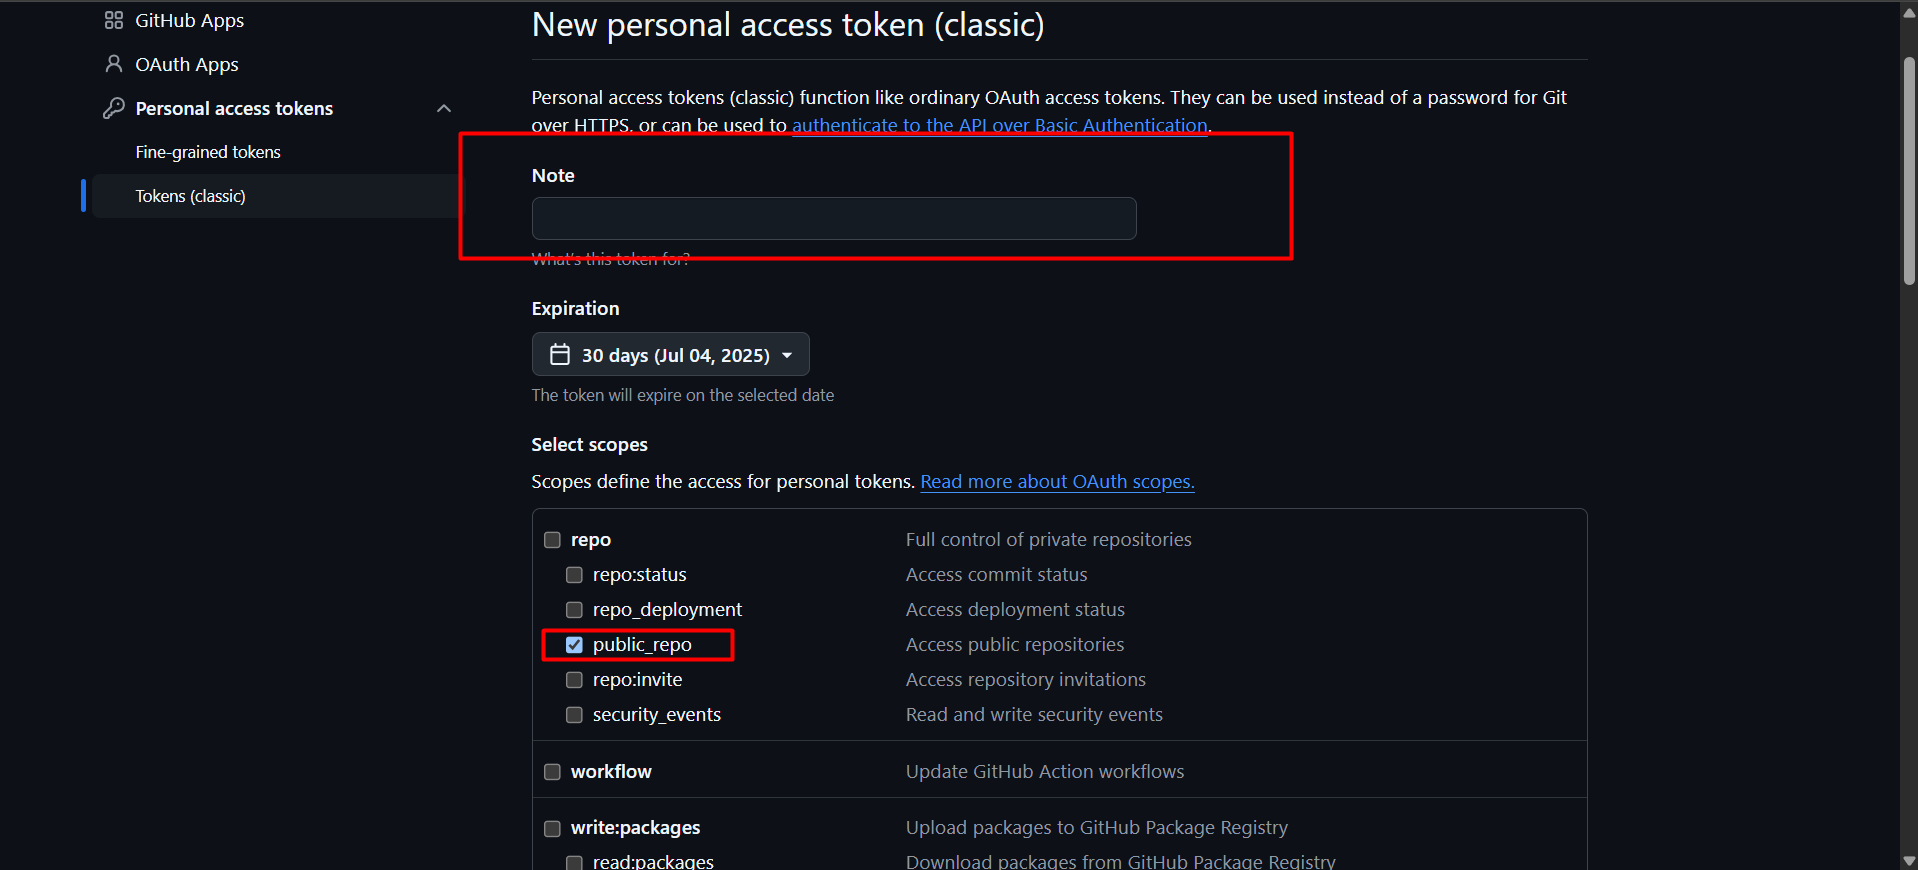 GitHub Apps
OAuth Apps
Personal access tokens
Fine-grained tokens
Tokens (classic)
New personal access token (classic)
Personal access tokens (classic) function like ordinary OAuth access tokens. They can be used instead of a password for Git
over HTTPS, or can be used to authenticate to the API over Basic Authentication.
Note
What's this token for?
Expiration
30 days (Jul 04, 2025)
The token will expire on the selected date
Select scopes
Scopes define the access for personal tokens. Read more about OAuth scopes.
repo Full control of private repositories
repo:status Access commit status
repo_deployment Access deployment status
public_repo Access public repositories
repo:invite Access repository invitations
security_events Read and write security events
workflow Update GitHub Action workflows
write:packages Upload packages to GitHub Package Registry
read:packages Download packages from GitHub Package Registry